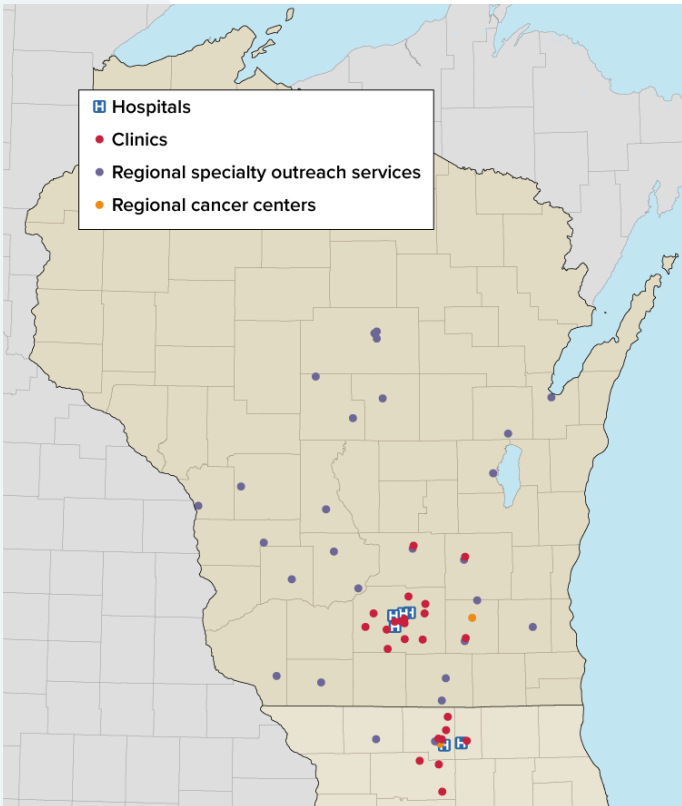 H Hospitals
Clinics
Regional specialty outreach services
Regional cancer centers
H H H
H
H H